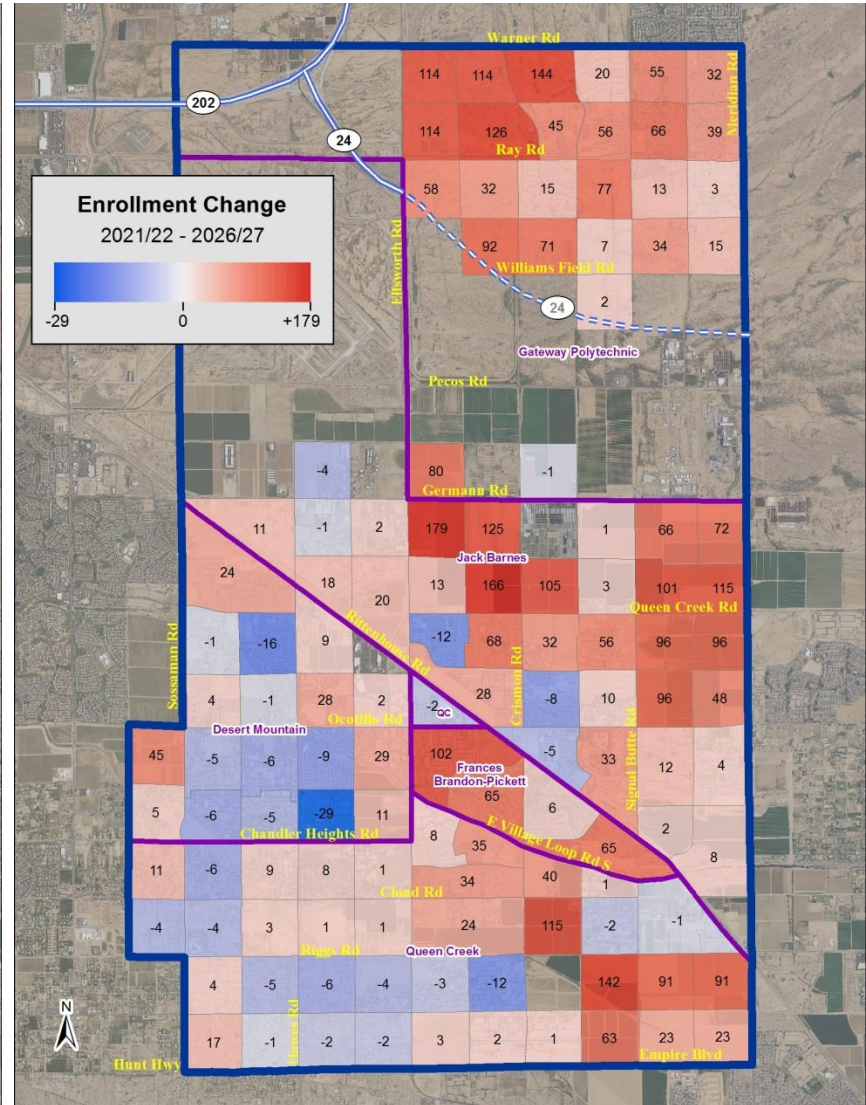 Warner Rd
Meridian Rd
114 114 144 20 55 32
202
24
114 126 45 56 66 39
Ray Rd
Enrollment Change
2021/22 - 2026/27
-29 0 +179
58 32 15 77 13 3
Ellsworth Rd
92 71 7 34 15
Williams Field Rd
24
2
Gateway Polytechnic
Pecos Rd
-4 80 -1
Germann Rd
11 -1 2 179 125 1 66 72
Jack Barnes
24 18 20 13 166 105 3 101 115
Queen Creek Rd
Rittenhouse Rd
Sossaman Rd
-1 -16 9 -12 68 32 56 96 96
Crismon Rd
4 -1 28 2 -2 28 -8 10 96 48
QC
Ocotillo Rd
Desert Mountain
Signal Butte Rd
45 -5 -6 -9 29 102 -5 33 12 4
Frances
Brandon-Pickett
65
5 -6 -5 -29 11 6 2
Chandler Heights Rd
E Village Loop Rd S
8 35 65 8
11 -6 9 8 1 34 40 1
Cloud Rd
-4 -4 3 1 1 24 115 -2 -1
Riggs Rd
Queen Creek
4 -5 -6 -4 -3 -12 142 91 91
Hawes Rd
N
17 -1 -2 -2 3 2 1 63 23 23
Hunt Hwy
Empire Blvd